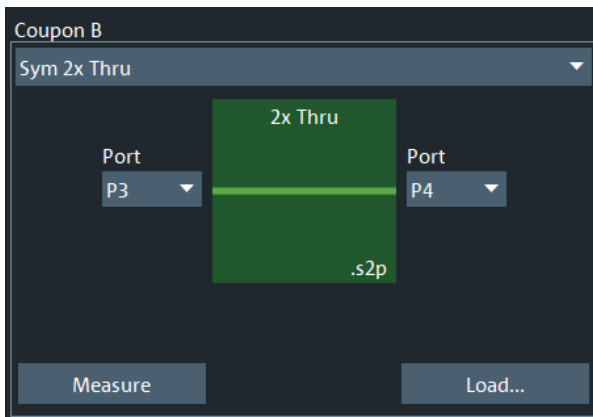 Coupon B
Sym 2x Thru
2x Thru
Port
Port
P3
P4
.s2p
Measure
Load...